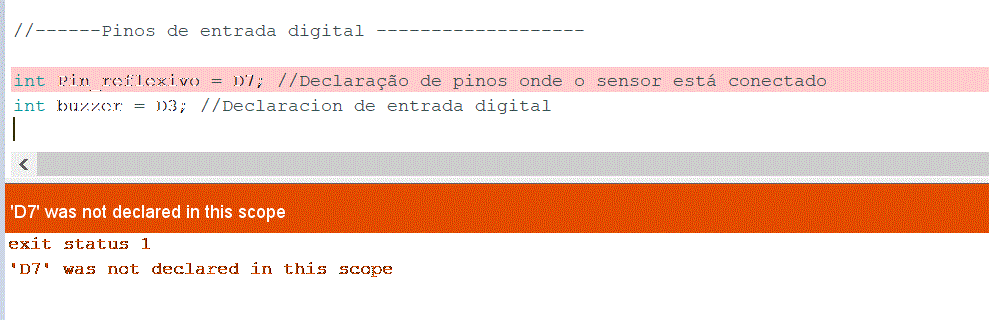 //------Pinos de entrada digital -------------------
int Pin_reflexivo = D7; //Declaração de pinos onde o sensor está conectado
int buzzer = D3; //Declaracion de entrada digital
'D7' was not declared in this scope
exit status 1
'D7' was not declared in this scope